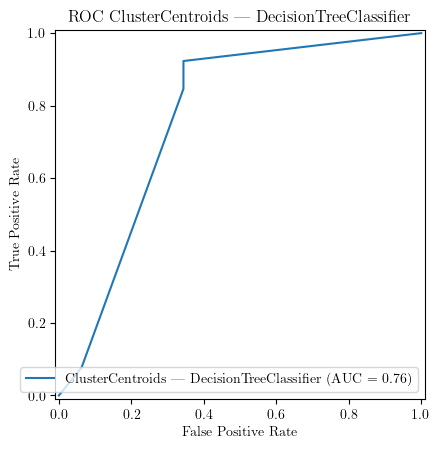 ROC ClusterCentroids — DecisionTreeClassifier
1.0
0.8
0.6
0.4
0.2
0.0
True Positive Rate
ClusterCentroids — DecisionTreeClassifier (AUC = 0.76)
0.0 0.2 0.4 0.6 0.8 1.0
False Positive Rate